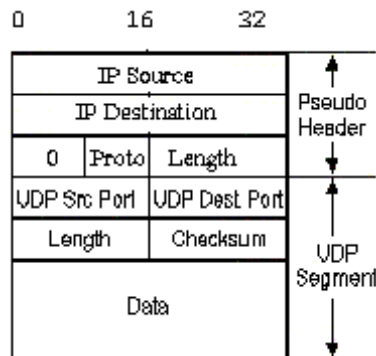 0 16 32
IP Source
IP Destination
Pseudo
Header
0 Proto Length
UDP Src Port UDP Dest Port
Length Checksum
UDP
Segment
Data